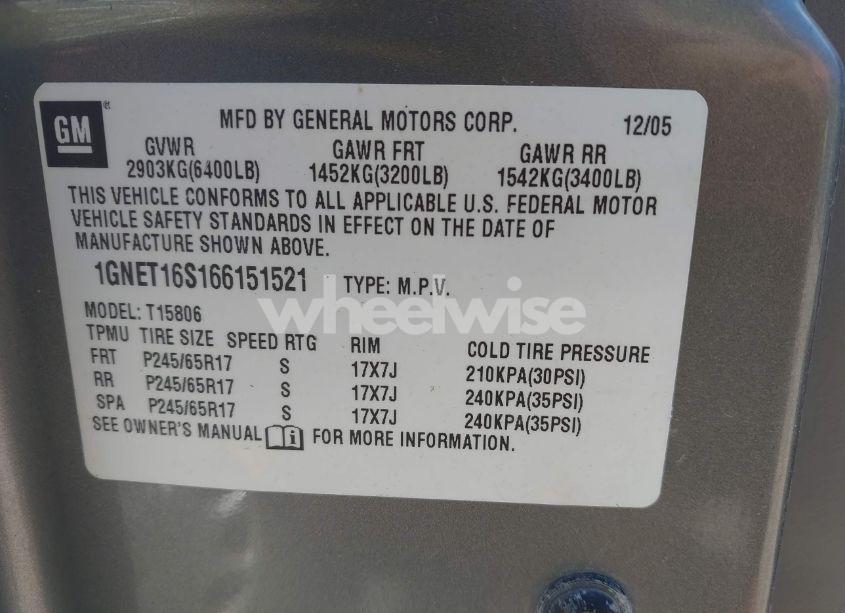 GM
MFD BY GENERAL MOTORS CORP. 12/05
GVWR GAWR FRT GAWR RR
2903KG(6400LB) 1452KG(3200LB) 1542KG(3400LB)
THIS VEHICLE CONFORMS TO ALL APPLICABLE U.S. FEDERAL MOTOR
VEHICLE SAFETY STANDARDS IN EFFECT ON THE DATE OF
MANUFACTURE SHOWN ABOVE.
1GNET16S166151521 TYPE: M.P.V.
wheelwise
MODEL: T15806
TPMU TIRE SIZE SPEED RTG RIM COLD TIRE PRESSURE
FRT P245/65R17 S 17X7J 210KPA(30PSI)
RR P245/65R17 S 17X7J 240KPA(35PSI)
SPA P245/65R17 S 17X7J 240KPA(35PSI)
SEE OWNER'S MANUAL i FOR MORE INFORMATION.